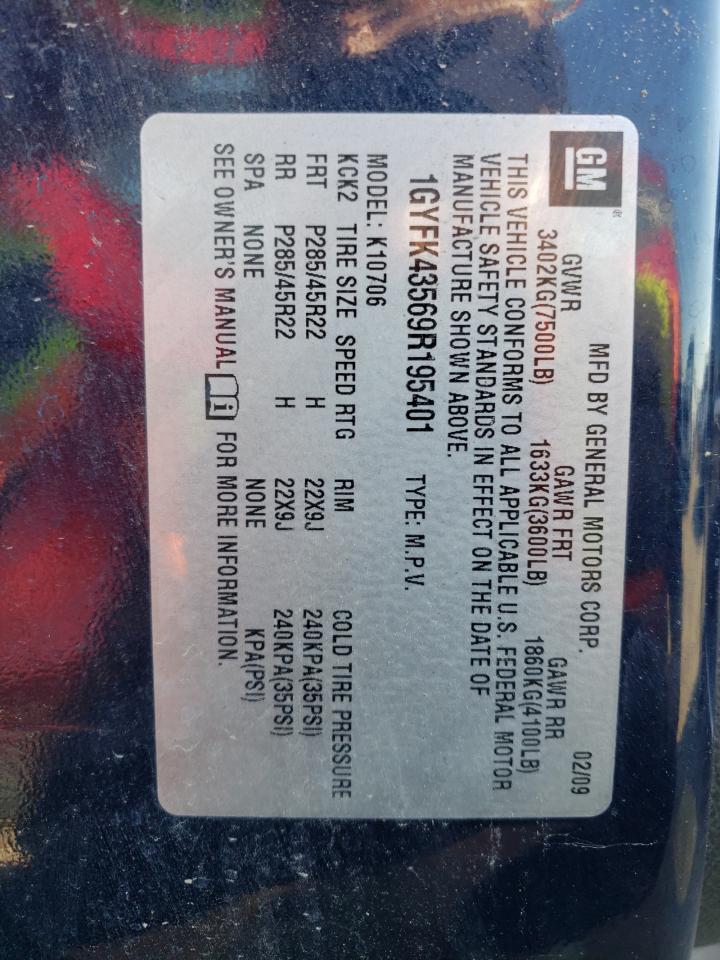 GM
MFD BY GENERAL MOTORS CORP. 02/09
GVWR GAWR FRT GAWR RR
3402KG(7500LB) 1633KG(3600LB) 1860KG(4100LB)
THIS VEHICLE CONFORMS TO ALL APPLICABLE U.S. FEDERAL MOTOR
VEHICLE SAFETY STANDARDS IN EFFECT ON THE DATE OF
MANUFACTURE SHOWN ABOVE.
1GYFK43569R195401 TYPE: M.P.V.
MODEL: K10706
KCK2 TIRE SIZE SPEED RTG RIM COLD TIRE PRESSURE
FRT P285/45R22 H 22X9J 240KPA(35PSI)
RR P285/45R22 H 22X9J 240KPA(35PSI)
SPA NONE NONE KPA(PSI)
SEE OWNER'S MANUAL FOR MORE INFORMATION.